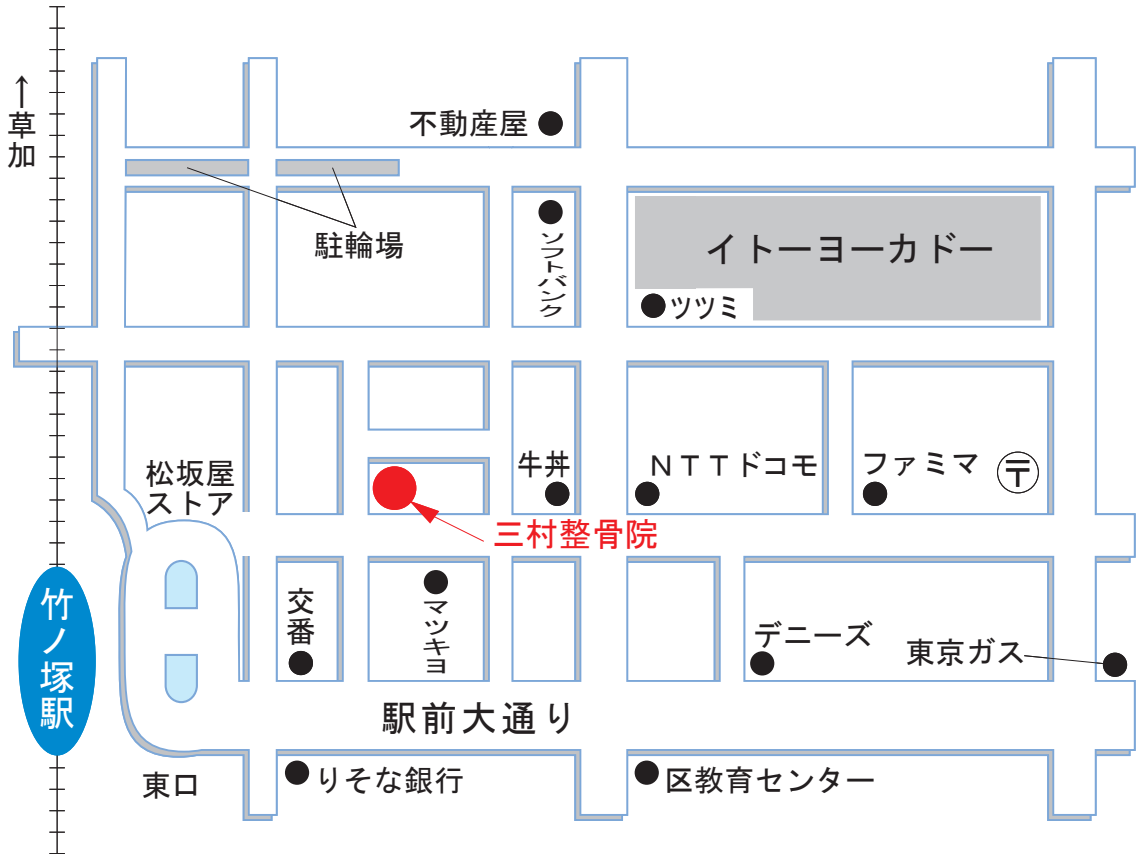 ↑草加
不動産屋
駐輪場
ソフトバンク
イトーヨーカドー
ツツミ
松坂屋
ストア
牛丼
NTTドコモ
ファミマ
〒
三村整骨院
竹ノ塚駅
交番
マツキヨ
デニーズ
東京ガス
駅前大通り
東口
りそな銀行
区教育センター